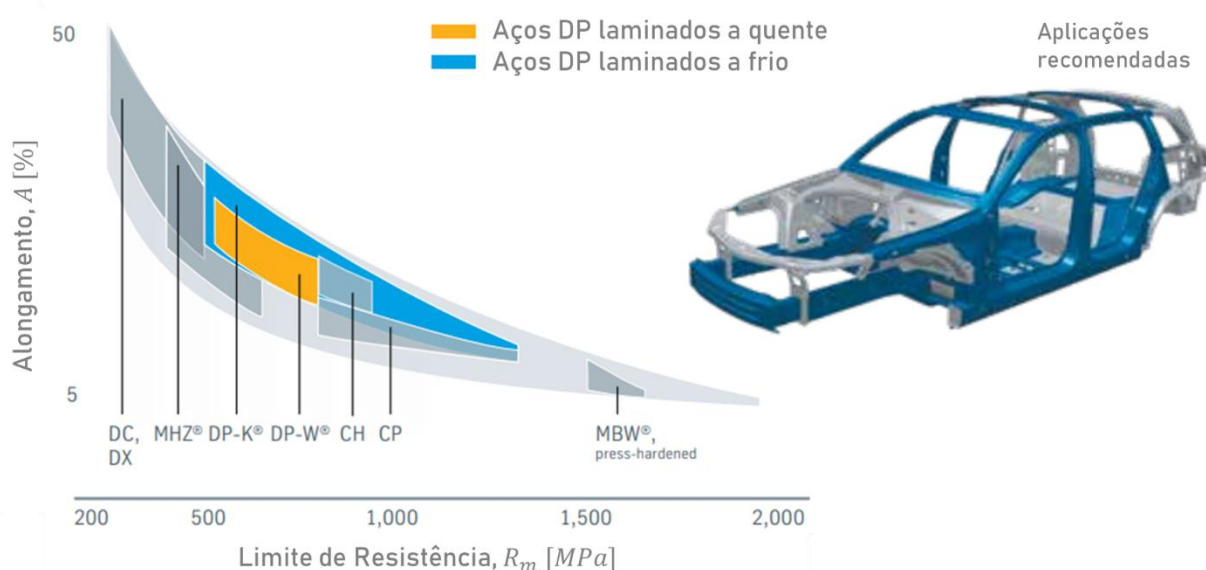 50
Aços DP laminados a quente
Aços DP laminados a frio
Aplicações
recomendadas
Alongamento, A [%]
5
DC,
DX
MHZ® DP-K® DP-W® CH CP
MBW®,
press-hardened
200 500 1,000 1,500 2,000
Limite de Resistência, Rm [MPa]